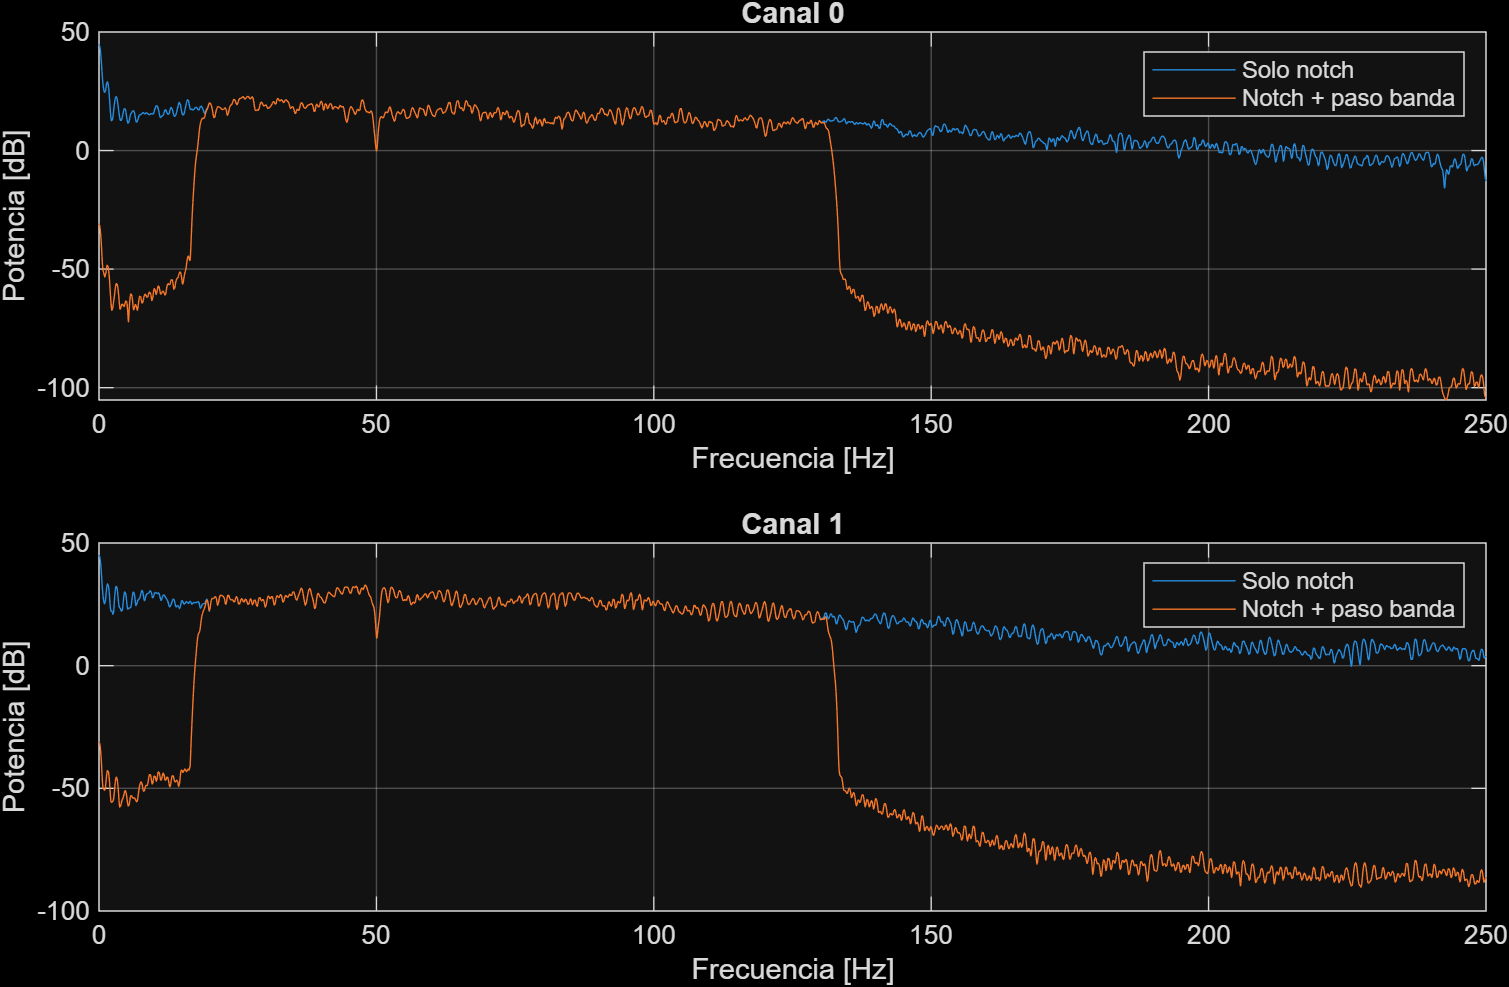 Canal 0
50
0
-50
-100
Potencia [dB]
Solo notch
Notch + paso banda
0 50 100 150 200 250
Frecuencia [Hz]
Canal 1
50
0
-50
-100
Potencia [dB]
Solo notch
Notch + paso banda
0 50 100 150 200 250
Frecuencia [Hz]